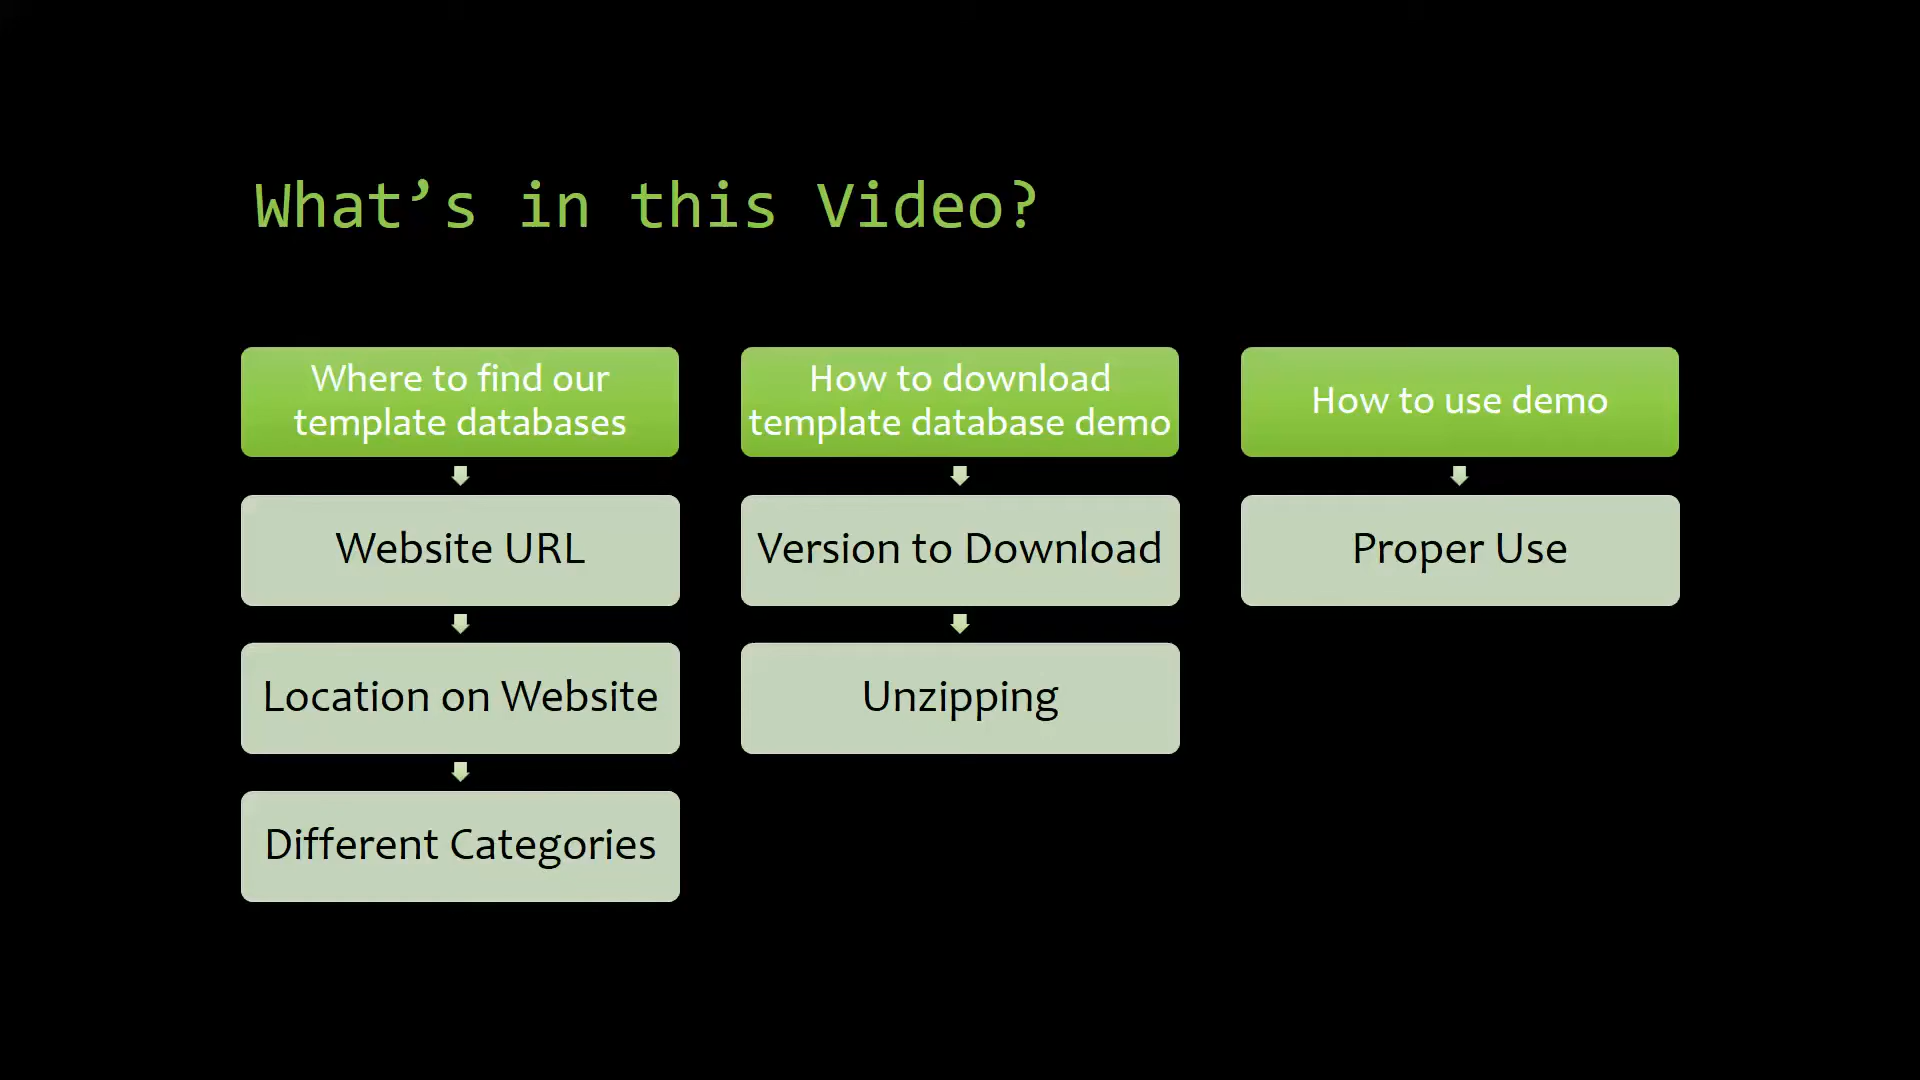 What’s in this Video?
Where to find our
template databases
Website URL
Location on Website
Different Categories
How to download
template database demo
Version to Download
Unzipping
How to use demo
Proper Use